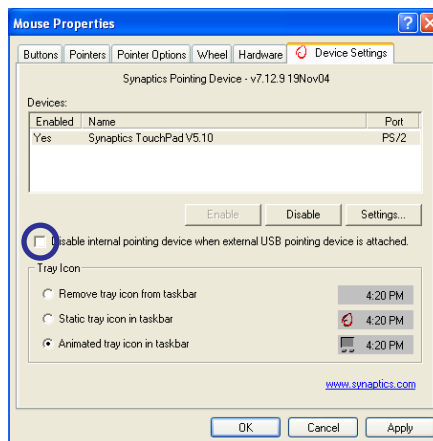 Mouse Properties
Buttons Pointers Pointer Options Wheel Hardware Device Settings
Synaptics Pointing Device - v7.12.9 19Nov04
Devices:
Enabled Name Port
Yes Synaptics TouchPad V5.10 PS/2
Enable Disable Settings...
Disable internal pointing device when external USB pointing device is attached.
Tray Icon
Remove tray icon from taskbar 4:20 PM
Static tray icon in taskbar 4:20 PM
Animated tray icon in taskbar 4:20 PM
www.synaptics.com
OK Cancel Apply